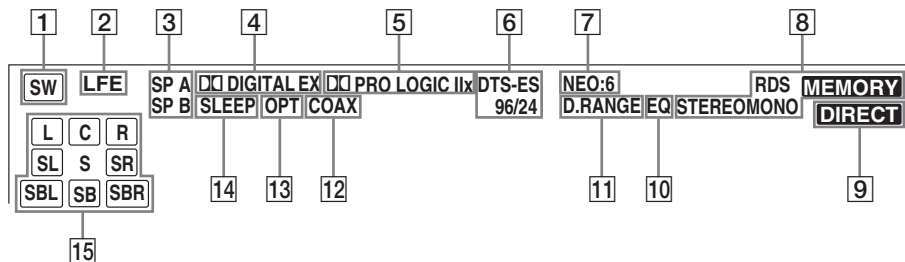 1 2 3 4 5 6 7 8
SW LFE SP A DIGITAL EX PRO LOGIC IIx DTS-ES NEO:6 RDS MEMORY
SP B SLEEP OPT COAX 96/24 D.RANGE EQ STEREO MONO DIRECT
L C R
SL S SR
SBL SB SBR
14 13 12 11 10 9
15